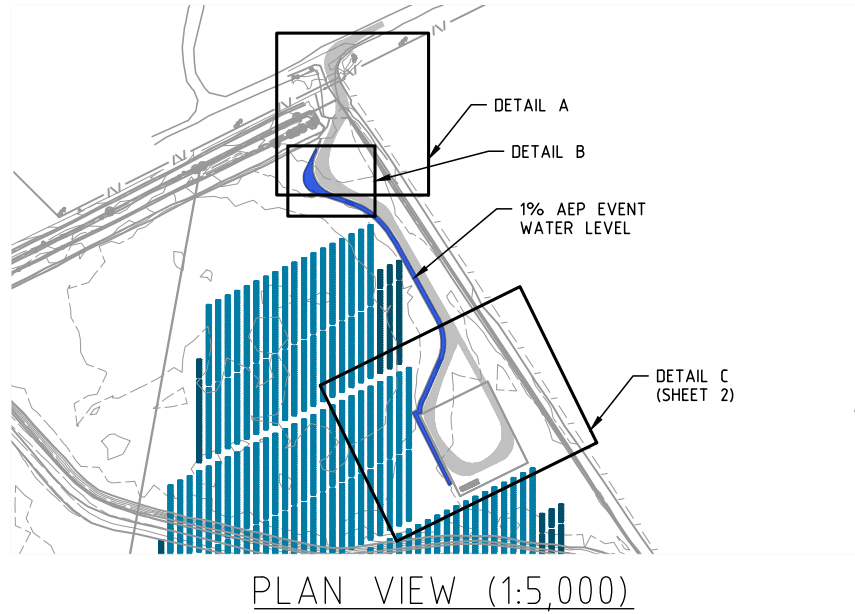 DETAIL A
DETAIL B
1% AEP EVENT
WATER LEVEL
DETAIL C
(SHEET 2)
PLAN VIEW (1:5,000)